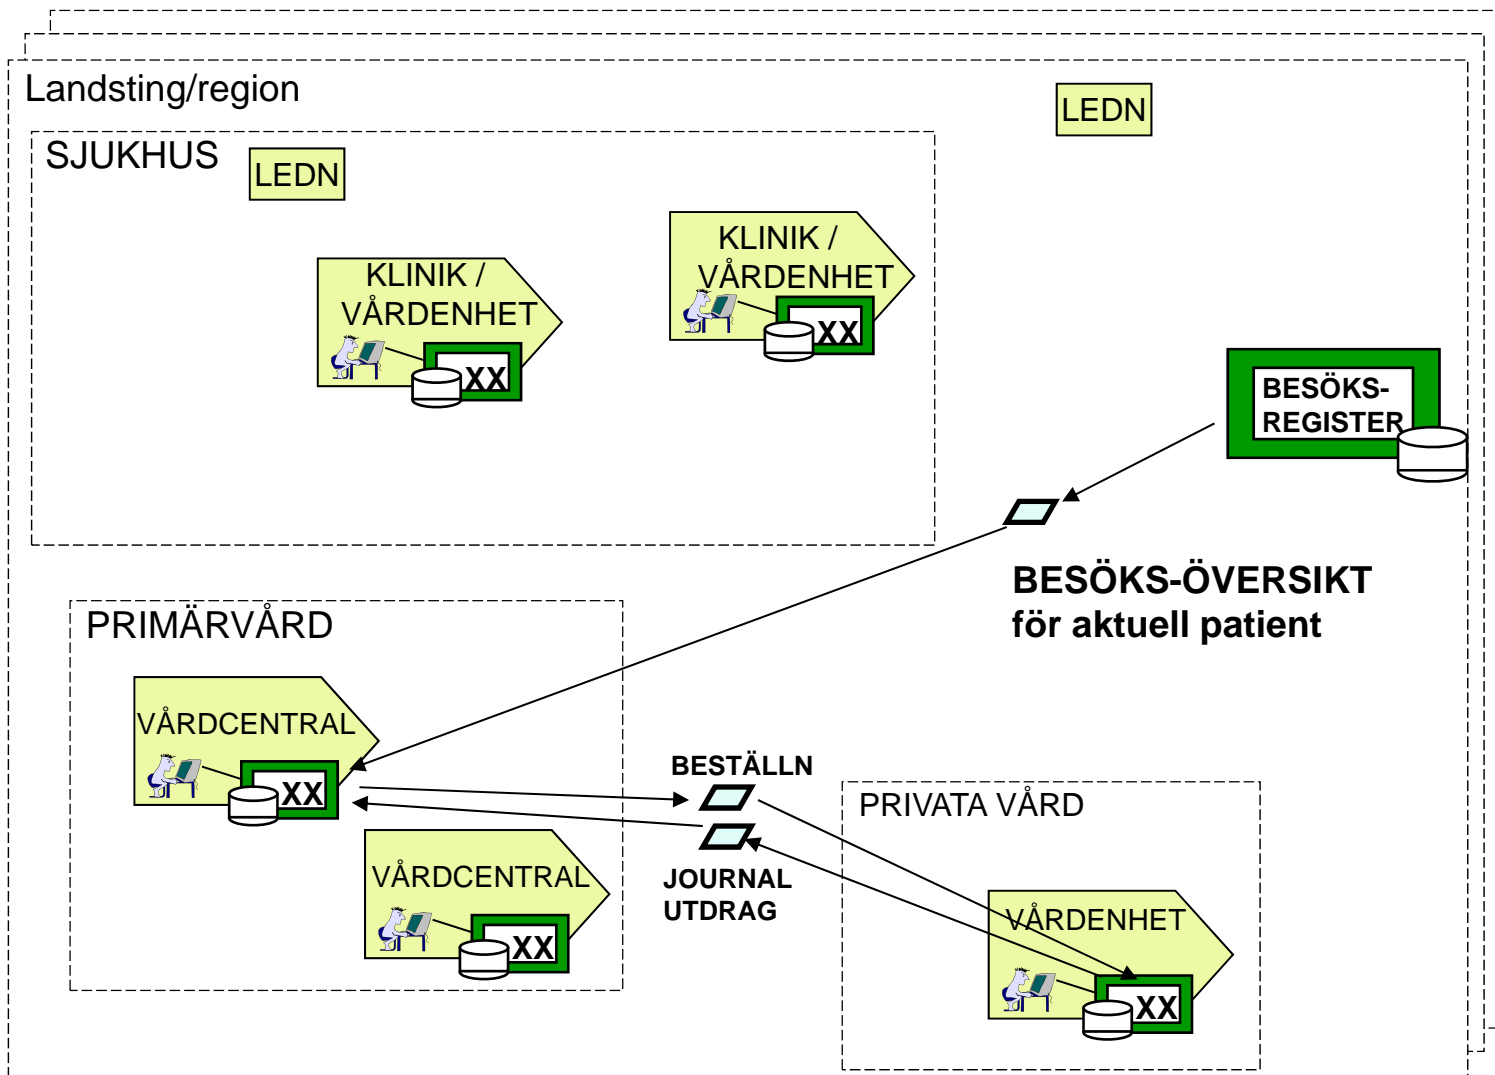 Landsting/region
LEDN
SJUKHUS
LEDN
KLINIK /
VÅRDENHET
XX
KLINIK /
VÅRDENHET
XX
BESÖKS-
REGISTER
BESÖKS-ÖVERSIKT
för aktuell patient
PRIMÄRVÅRD
VÅRDCENTRAL
XX
VÅRDCENTRAL
XX
BESTÄLLN
JOURNAL
UTDRAG
PRIVATA VÅRD
VÅRDENHET
XX